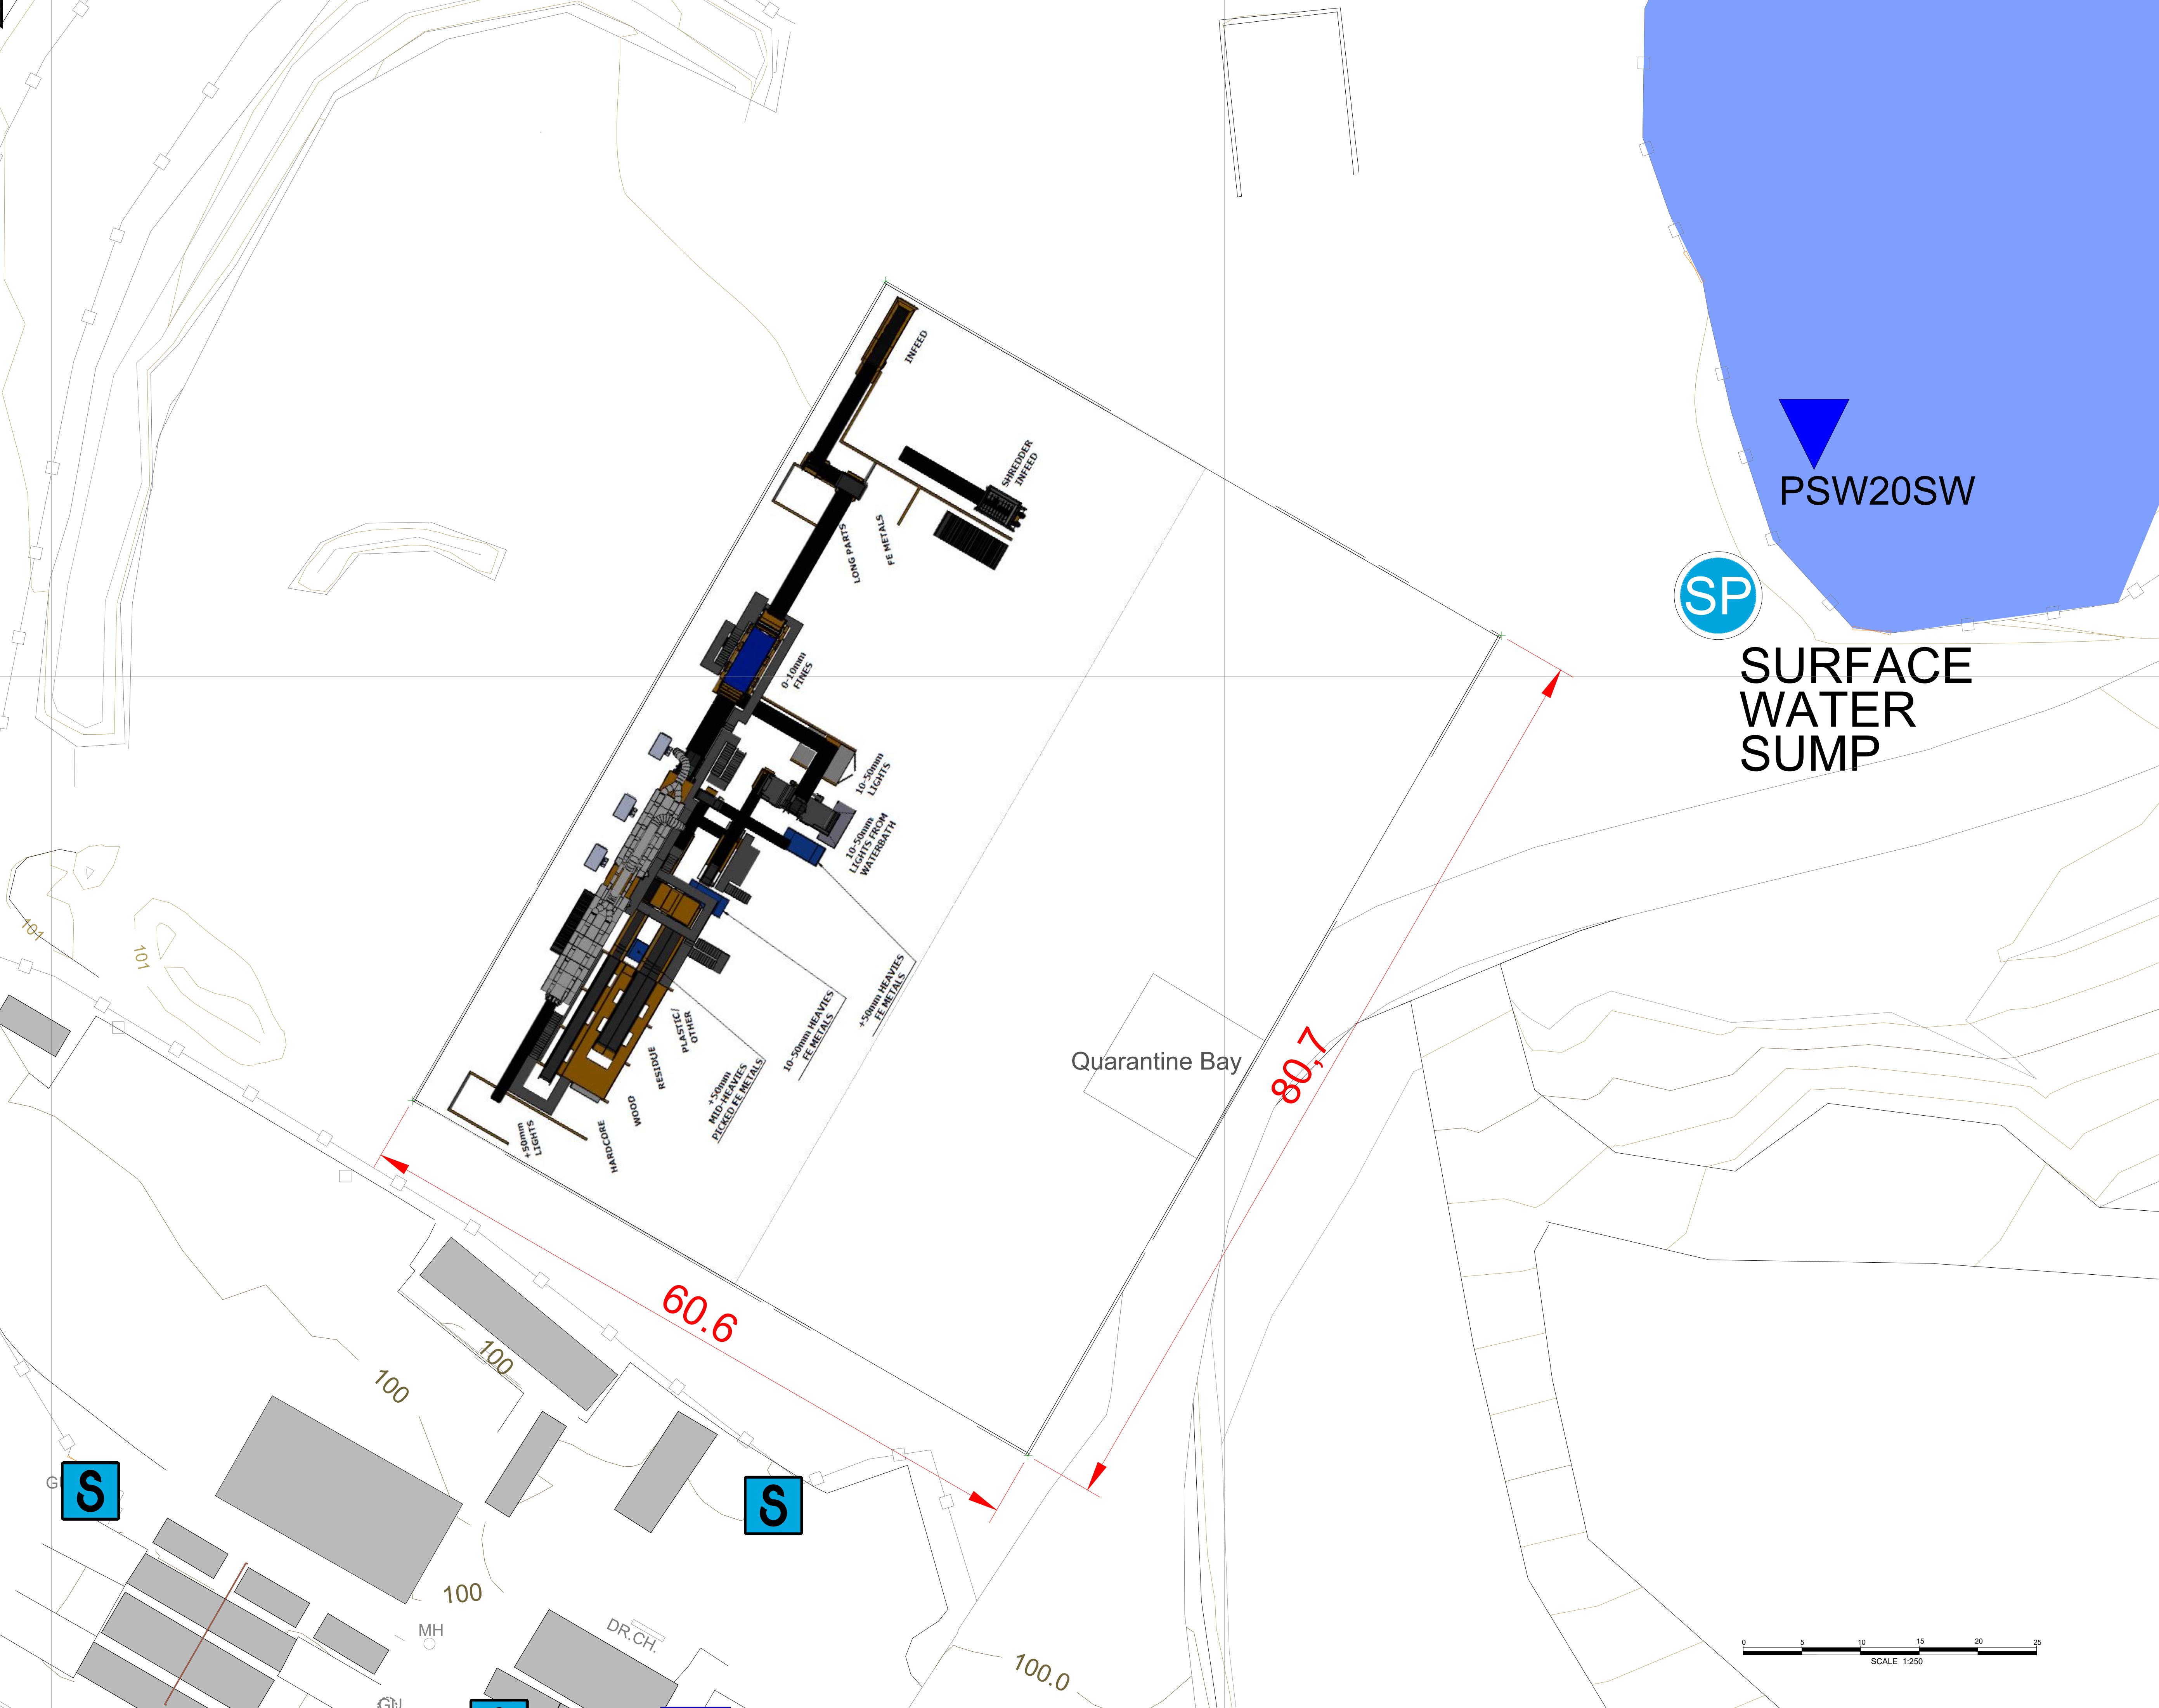 INFEED
SHREDDER
INFEED
LONG PARTS
FE METALS
PSW20SW
SP
SURFACE
WATER
SUMP
0-10mm
FINES
10-50mm
LIGHTS
10-50mm
LIGHTS FROM
WATERBATH
101
101
+50mm HEAVIES
FE METALS
10-50mm HEAVIES
FE METALS
PLASTIC/
OTHER
RESIDUE
+50mm
MID-HEAVIES
PICKED FE METALS
WOOD
HARDCORE
+50mm
LIGHTS
Quarantine Bay
80,7
60.6
100
100
S
S
100
MH
DR.CH.
100.0
0 5 10 15 20 25
SCALE 1:250